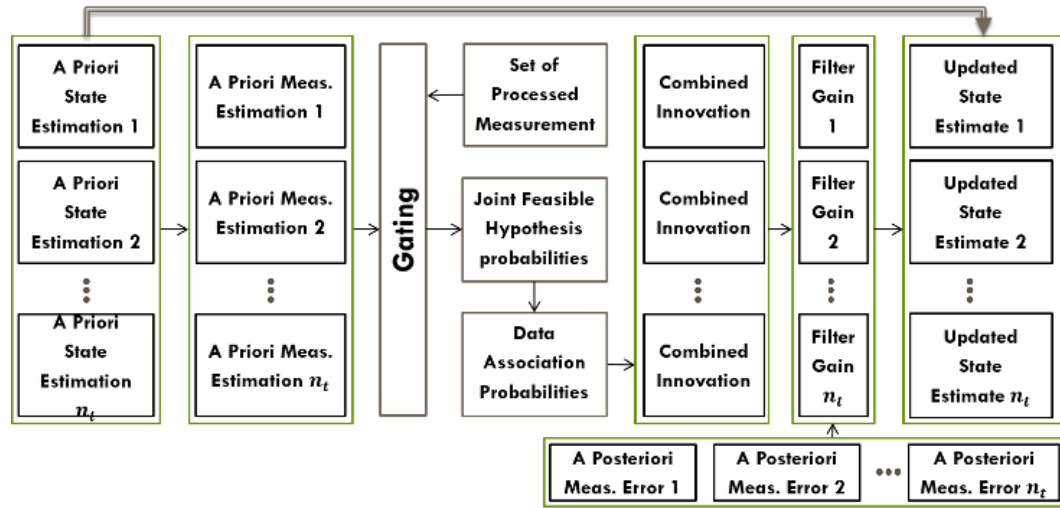 A Priori
State
Estimation 1
A Priori
State
Estimation 2
A Priori
State
Estimation
n_t
A Priori Meas.
Estimation 1
A Priori Meas.
Estimation 2
A Priori Meas.
Estimation n_t
Gating
Set of
Processed
Measurement
Joint Feasible
Hypothesis
probabilities
Data
Association
Probabilities
Combined
Innovation
Combined
Innovation
Combined
Innovation
Filter
Gain
1
Filter
Gain
2
Filter
Gain
n_t
Updated
State
Estimate 1
Updated
State
Estimate 2
Updated
State
Estimate n_t
A Posteriori
Meas. Error 1
A Posteriori
Meas. Error 2
A Posteriori
Meas. Error n_t